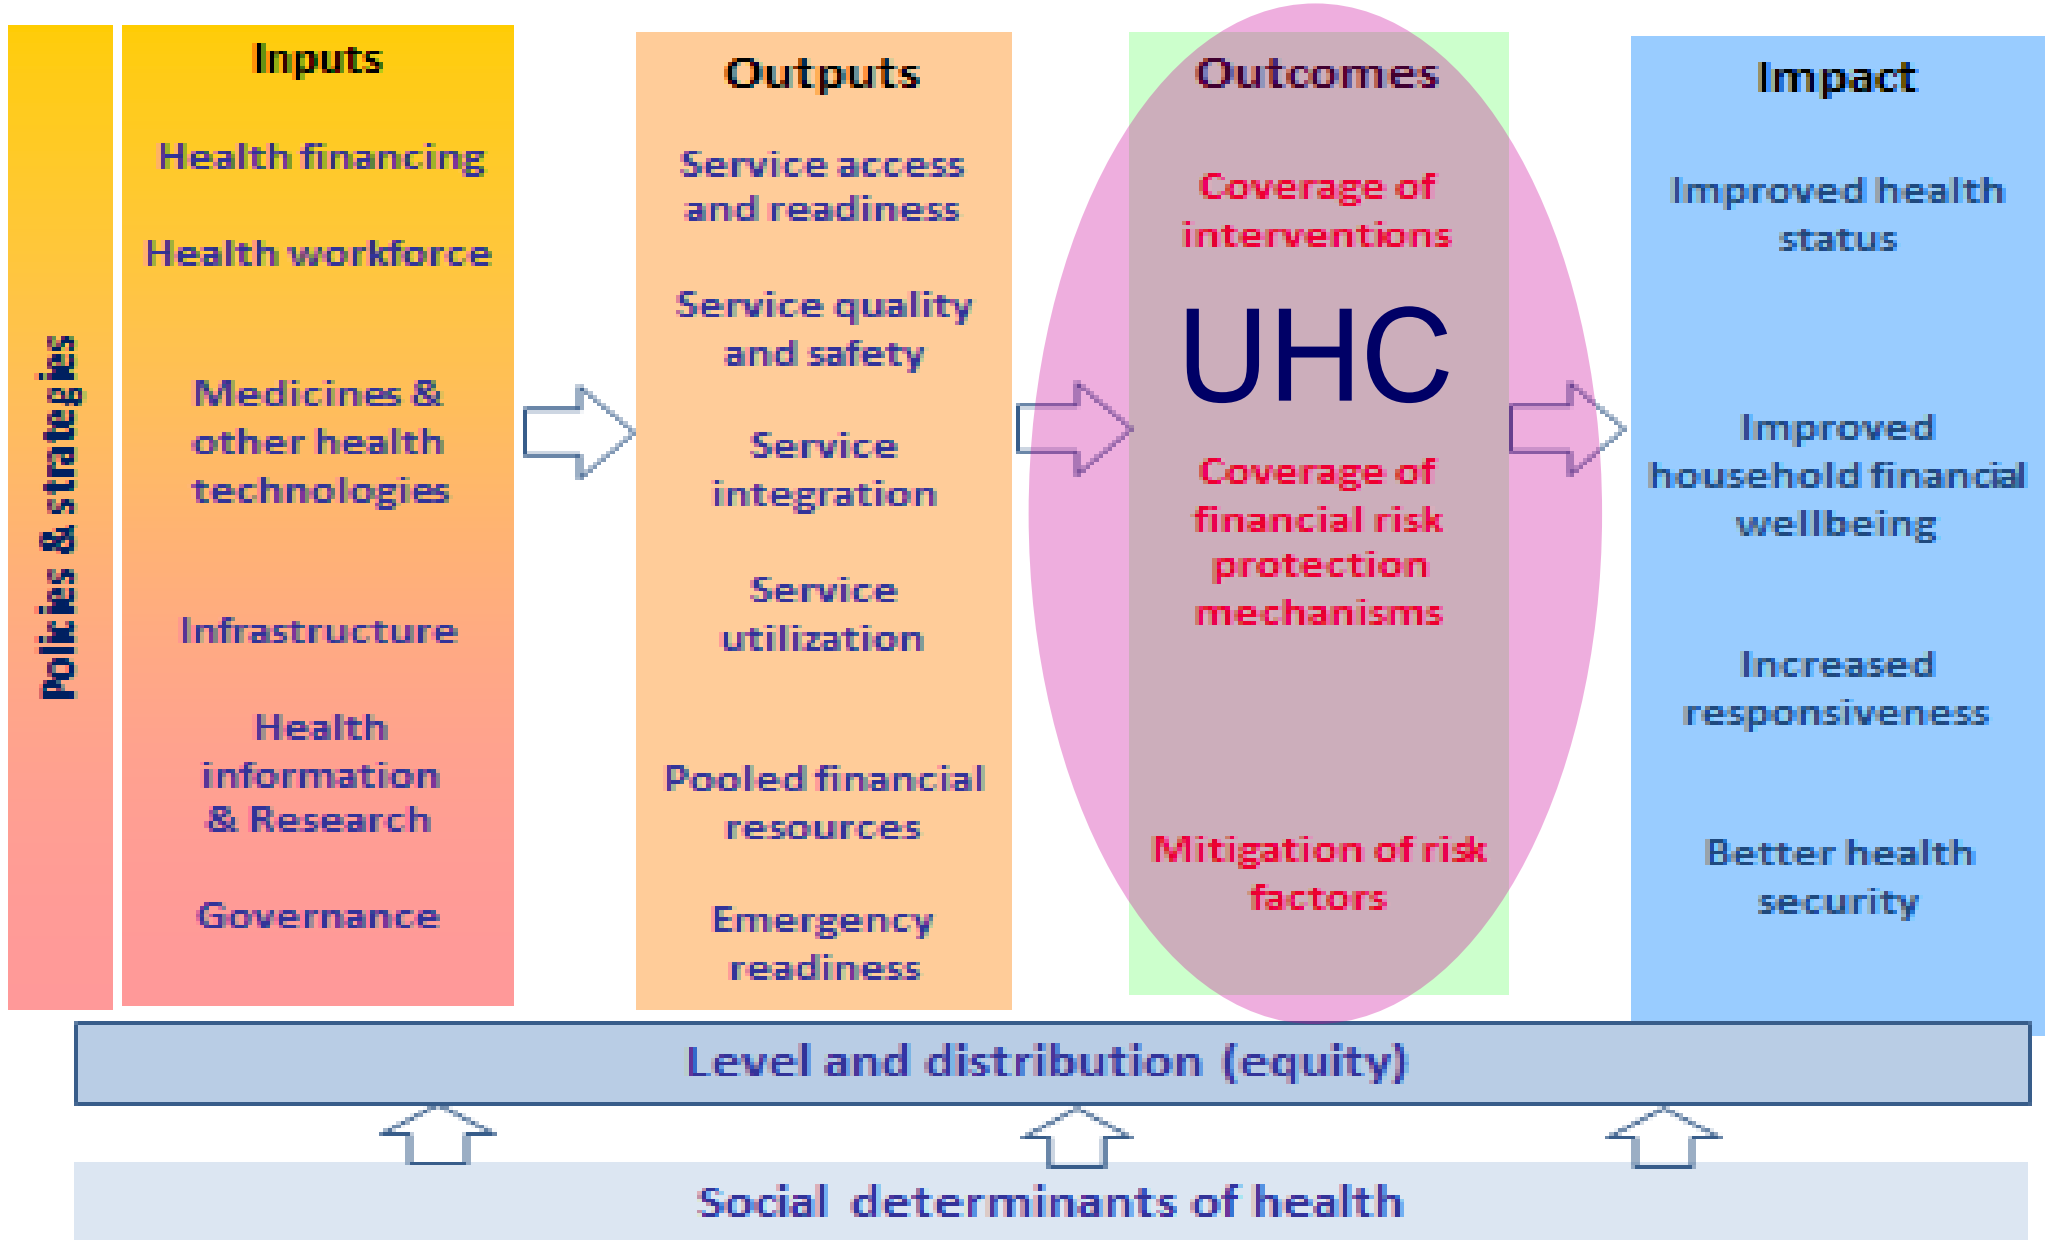 Policies & strategies
Inputs
Health financing
Health workforce
Medicines &
other health
technologies
Infrastructure
Health
information
& Research
Governance
Outputs
Service access
and readiness
Service quality
and safety
Service
integration
Service
utilization
Pooled financial
resources
Emergency
readiness
Outcomes
Coverage of
interventions
UHC
Coverage of
financial risk
protection
mechanisms
Mitigation of risk
factors
Impact
Improved health
status
Improved
household financial
wellbeing
Increased
responsiveness
Better health
security
Level and distribution (equity)
Social determinants of health